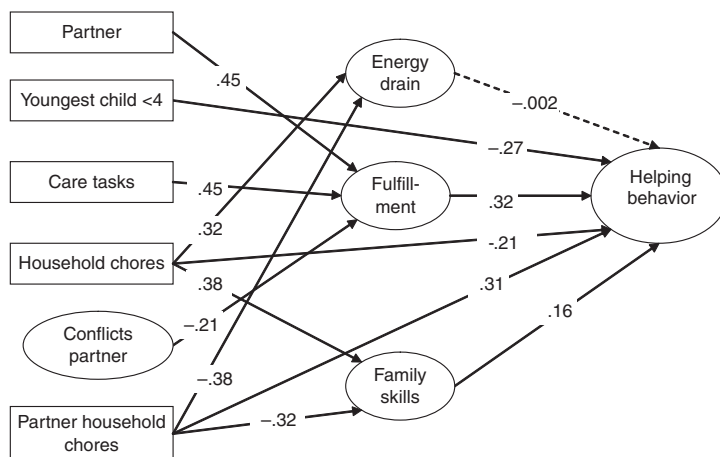 Partner
Energy
drain
.45
Youngest child <4
–.002
–.27
Care tasks
.45
Fulfill-
ment
.32
Helping
behavior
.32
Household chores
-.21
.38
.31
Conflicts
partner
–.21
.16
–.38
Family
skills
Partner household
chores
–.32